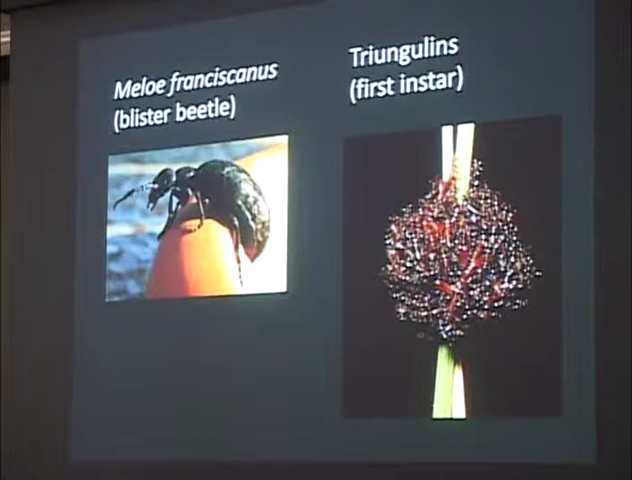 Meloe franciscanus
(blister beetle)
Triungulins
(first instar)